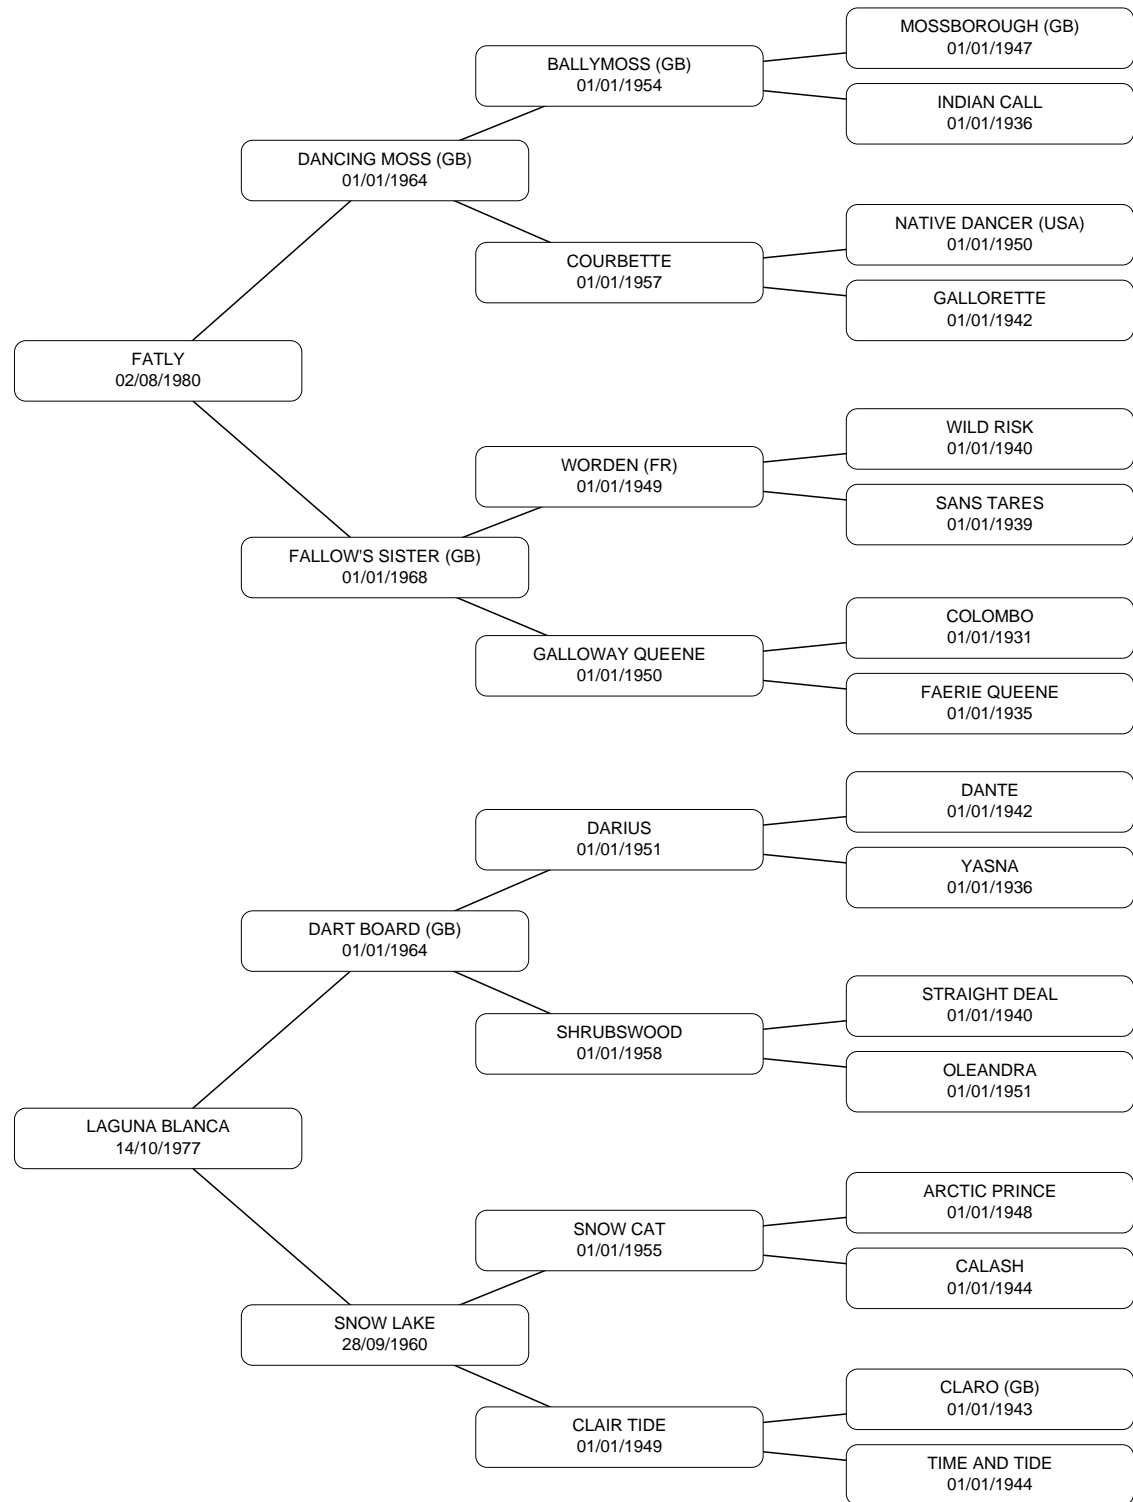 MOSSBOROUGH (GB)
01/01/1947
BALLYMOSS (GB)
01/01/1954
INDIAN CALL
01/01/1936
DANCING MOSS (GB)
01/01/1964
NATIVE DANCER (USA)
01/01/1950
COURBETTE
01/01/1957
GALLORETTE
01/01/1942
FATLY
02/08/1980
WILD RISK
01/01/1940
WORDEN (FR)
01/01/1949
SANS TARES
01/01/1939
FALLOW'S SISTER (GB)
01/01/1968
COLOMBO
01/01/1931
GALLOWAY QUEENE
01/01/1950
FAERIE QUEENE
01/01/1935
DANTE
01/01/1942
DARIUS
01/01/1951
YASNA
01/01/1936
DART BOARD (GB)
01/01/1964
STRAIGHT DEAL
01/01/1940
SHRUBSWOOD
01/01/1958
OLEANDRA
01/01/1951
LAGUNA BLANCA
14/10/1977
ARCTIC PRINCE
01/01/1948
SNOW CAT
01/01/1955
CALASH
01/01/1944
SNOW LAKE
28/09/1960
CLARO (GB)
01/01/1943
CLAIR TIDE
01/01/1949
TIME AND TIDE
01/01/1944